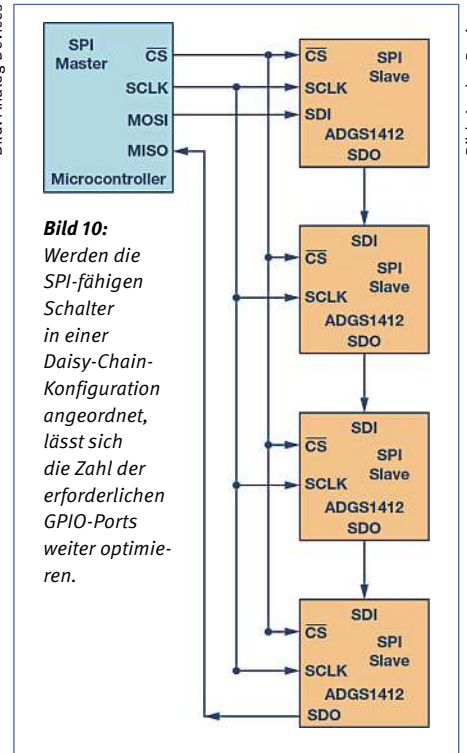 SPI
Master
CS
SCLK
MOSI
MISO
Microcontroller
CS
SPI
Slave
SCLK
SDI
ADGS1412
SDO
Bild 10:
Werden die
SPI-fähigen
Schalter
in einer
Daisy-Chain-
Konfiguration
angeordnet,
lässt sich
die Zahl der
erforderlichen
GPIO-Ports
weiter optimie-
ren.
SDI
CS
SPI
Slave
SCLK
ADGS1412
SDO
SDI
CS
SPI
Slave
SCLK
ADGS1412
SDO
SDI
CS
SPI
Slave
SCLK
ADGS1412
SDO